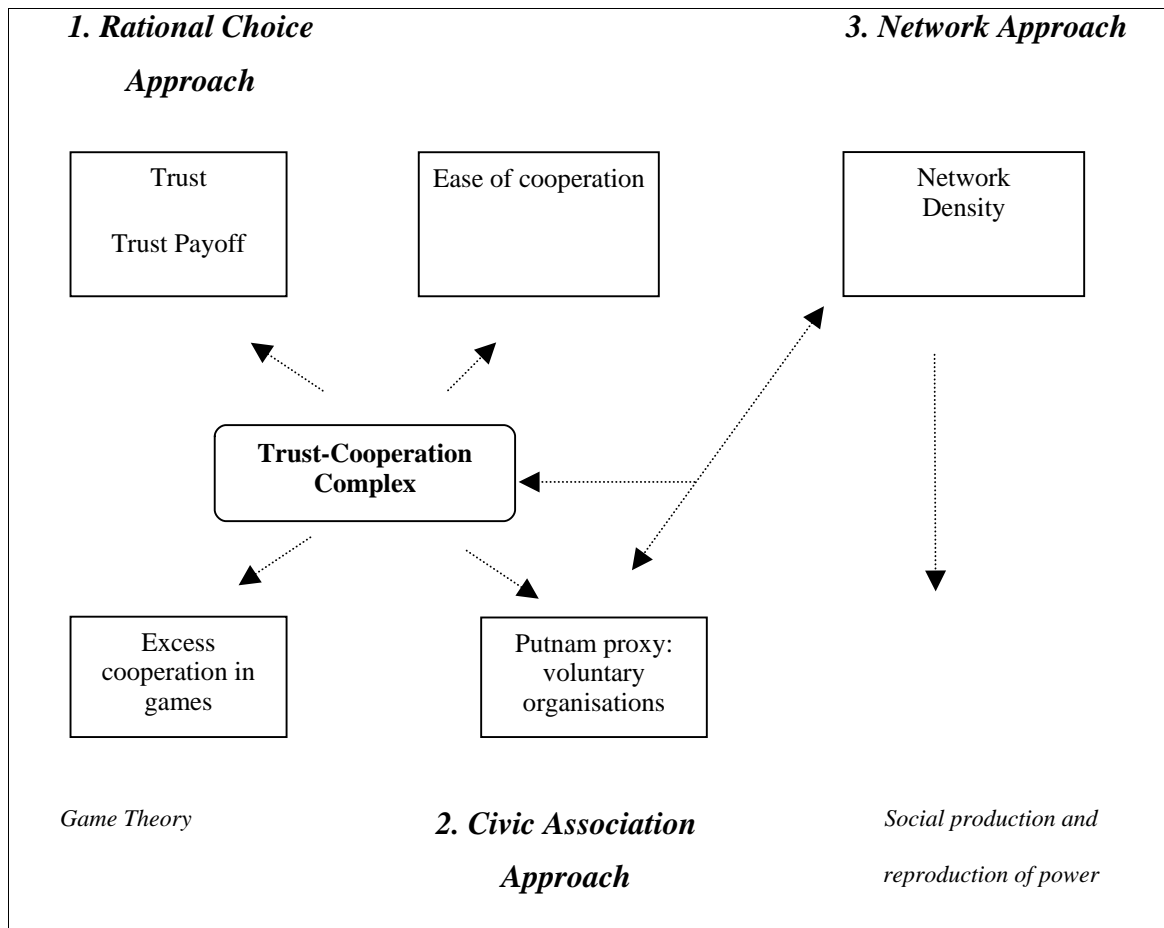 1. Rational Choice
Approach
3. Network Approach
Trust
Trust Payoff
Ease of cooperation
Network
Density
Trust-Cooperation
Complex
Excess
cooperation in
games
Putnam proxy:
voluntary
organisations
Game Theory
2. Civic Association
Approach
Social production and
reproduction of power